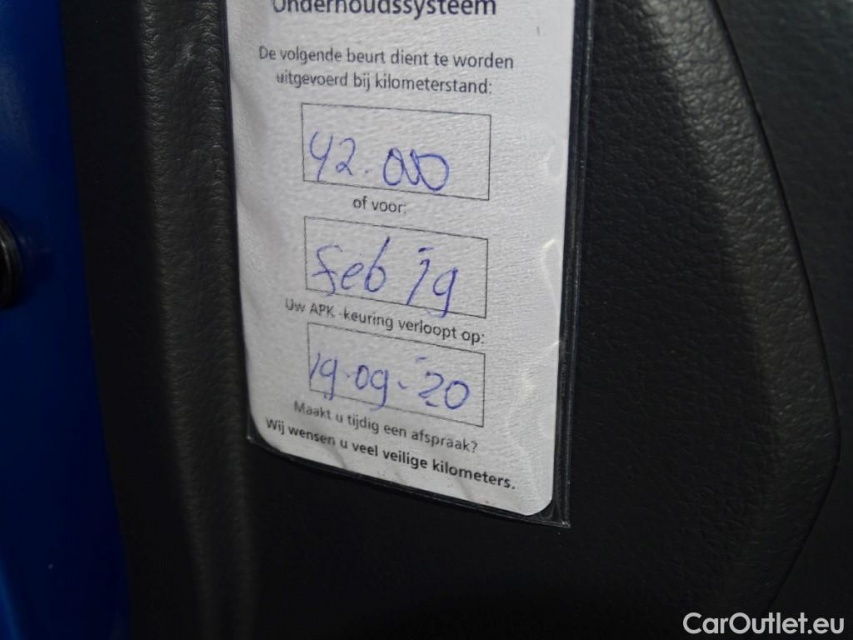 Onderhoudssysteem
De volgende beurt dient te worden
uitgevoerd bij kilometerstand:
42.000
of voor:
feb '19
Uw APK -keuring verloopt op:
19-09-'20
Maakt u tijdig een afspraak?
Wij wensen u veel veilige kilometers.
CarOutlet.eu